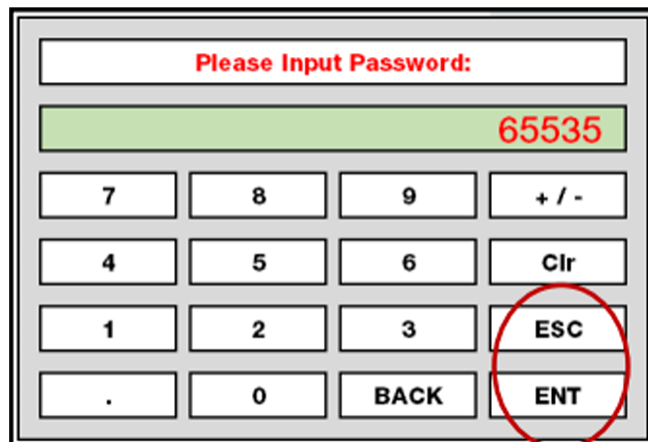 Please Input Password:
65535
7 8 9 + / -
4 5 6 Clr
1 2 3 ESC
. 0 BACK ENT